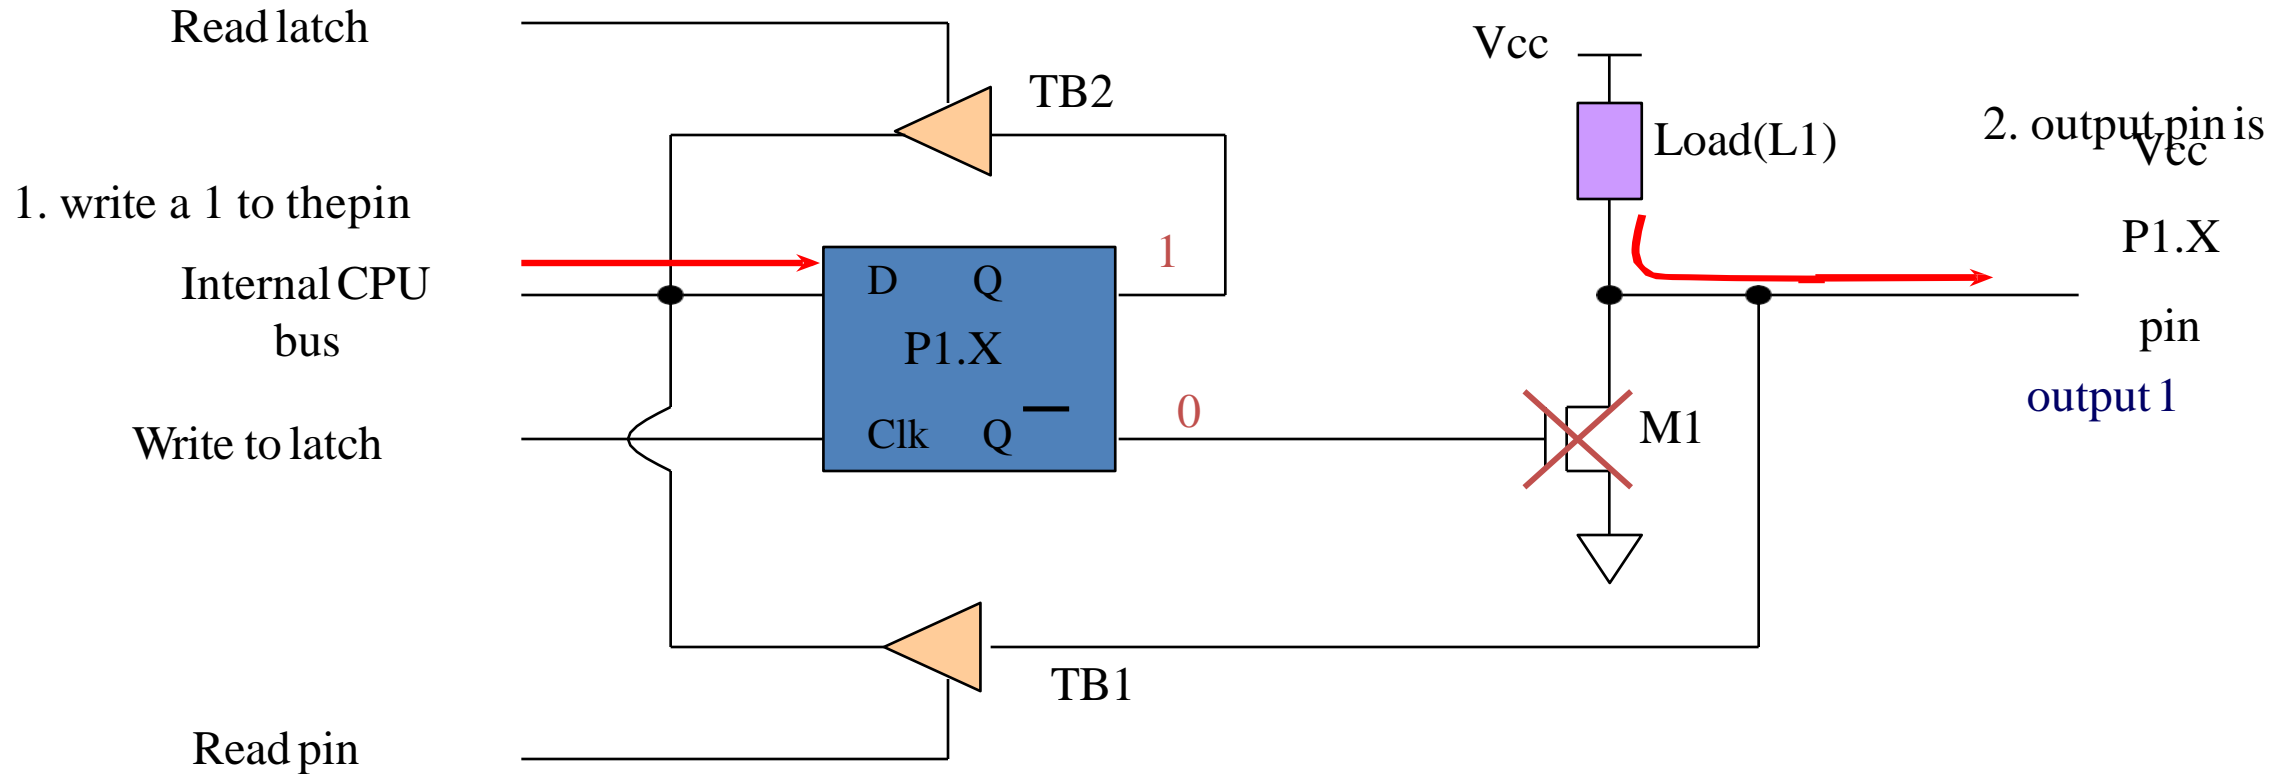 Read latch
Vcc
TB2
Load(L1)
2. output pin is
Vcc
1. write a 1 to thepin
P1.X
1
Internal CPU
bus
D Q
P1.X
pin
output 1
0
Write to latch
Clk Q
M1
TB1
Read pin